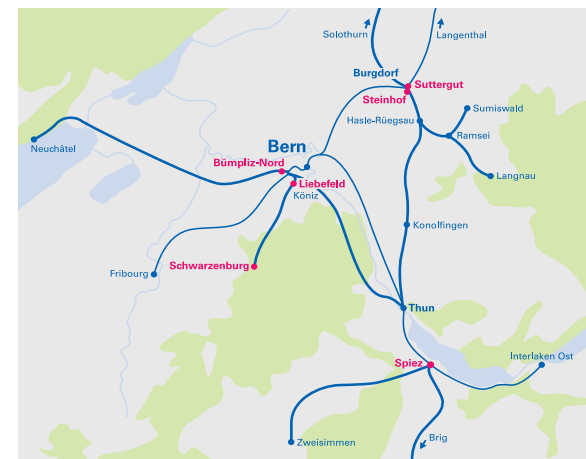 Solothurn
Langenthal
Burgdorf
Suttergut
Steinhof
Sumiswald
Hasle-Rüegsau
Ramsei
Bern
Neuchâtel
Bümpliz-Nord
Langnau
Liebefeld
Köniz
Konolfingen
Schwarzenburg
Fribourg
Thun
Interlaken Ost
Spiez
Brig
Zweisimmen